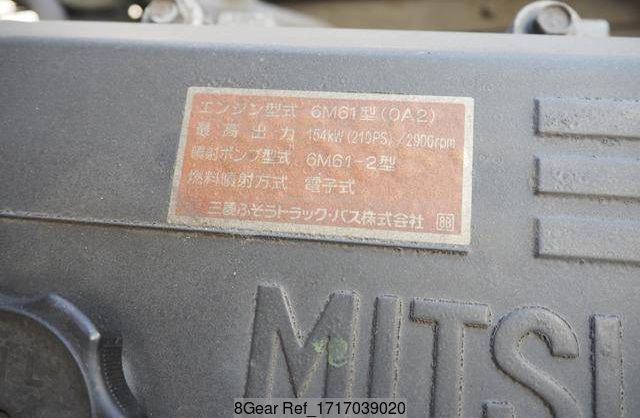 エンジン型式 6M61型(0A2)
最高出力 154kW(210PS)/2900rpm
噴射ポンプ型式 6M61-2型
燃料噴射方式 電子式
三菱ふそうトラック・バス株式会社 88
MITSU
8Gear Ref_1717039020